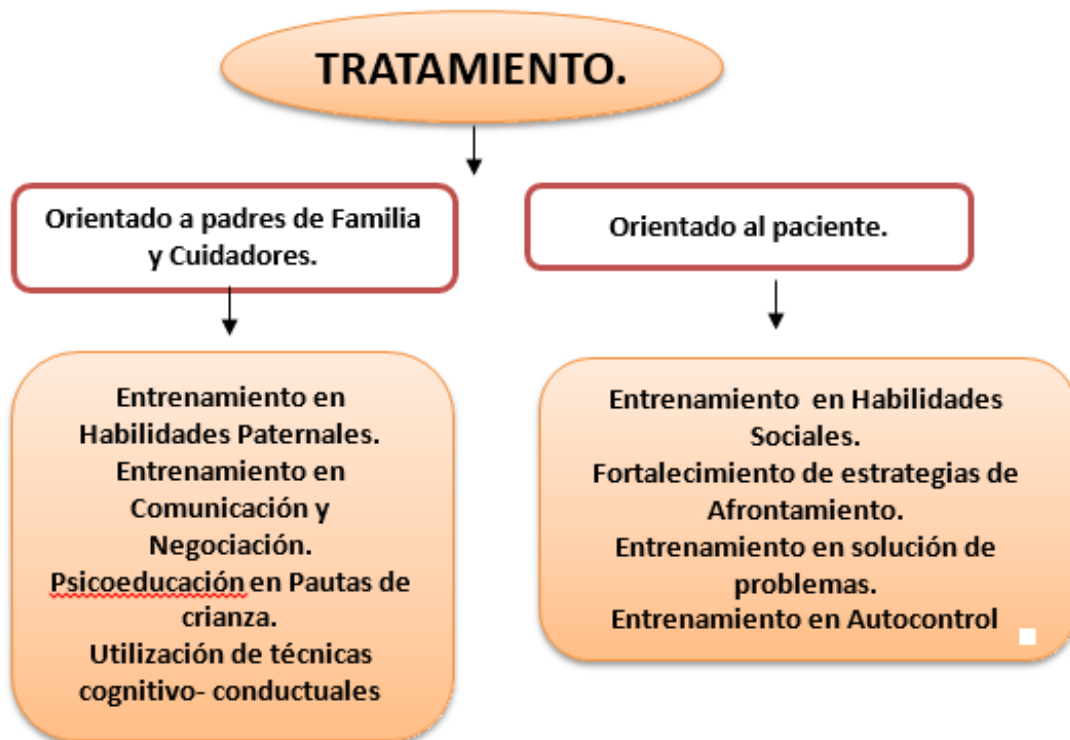 TRATAMIENTO.
Orientado a padres de Familia
y Cuidadores.
Orientado al paciente.
Entrenamiento en
Habilidades Paternales.
Entrenamiento en
Comunicación y
Negociación.
Psicoeducación en Pautas de
crianza.
Utilización de técnicas
cognitivo- conductuales
Entrenamiento en Habilidades
Sociales.
Fortalecimiento de estrategias de
Afrontamiento.
Entrenamiento en solución de
problemas.
Entrenamiento en Autocontrol